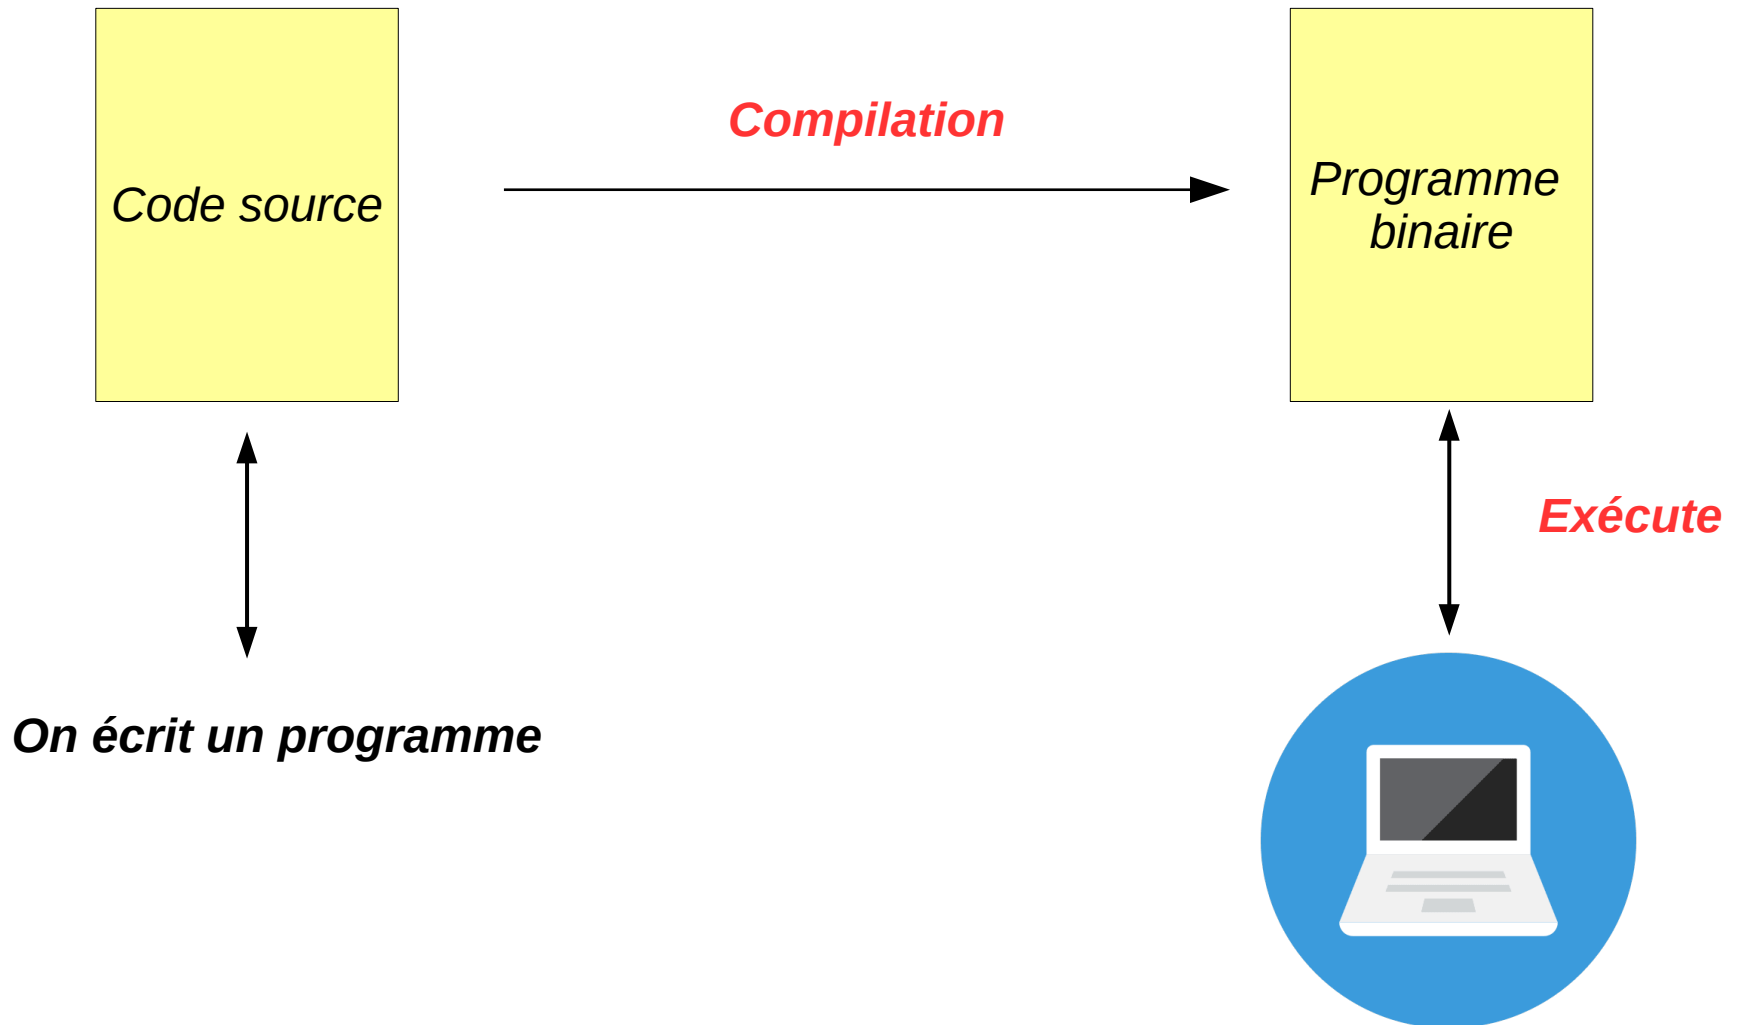 Compilation
Code source
Programme
binaire
Exécute
On écrit un programme